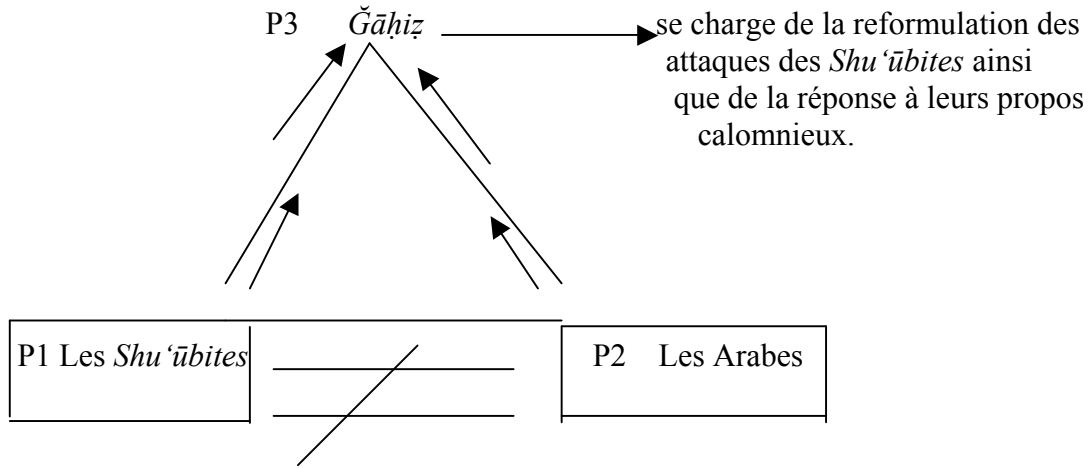 P3 Ǧāḥiẓ se charge de la reformulation des
attaques des Shu‘ūbites ainsi
que de la réponse à leurs propos
calomnieux.
P1 Les Shu‘ūbites P2 Les Arabes